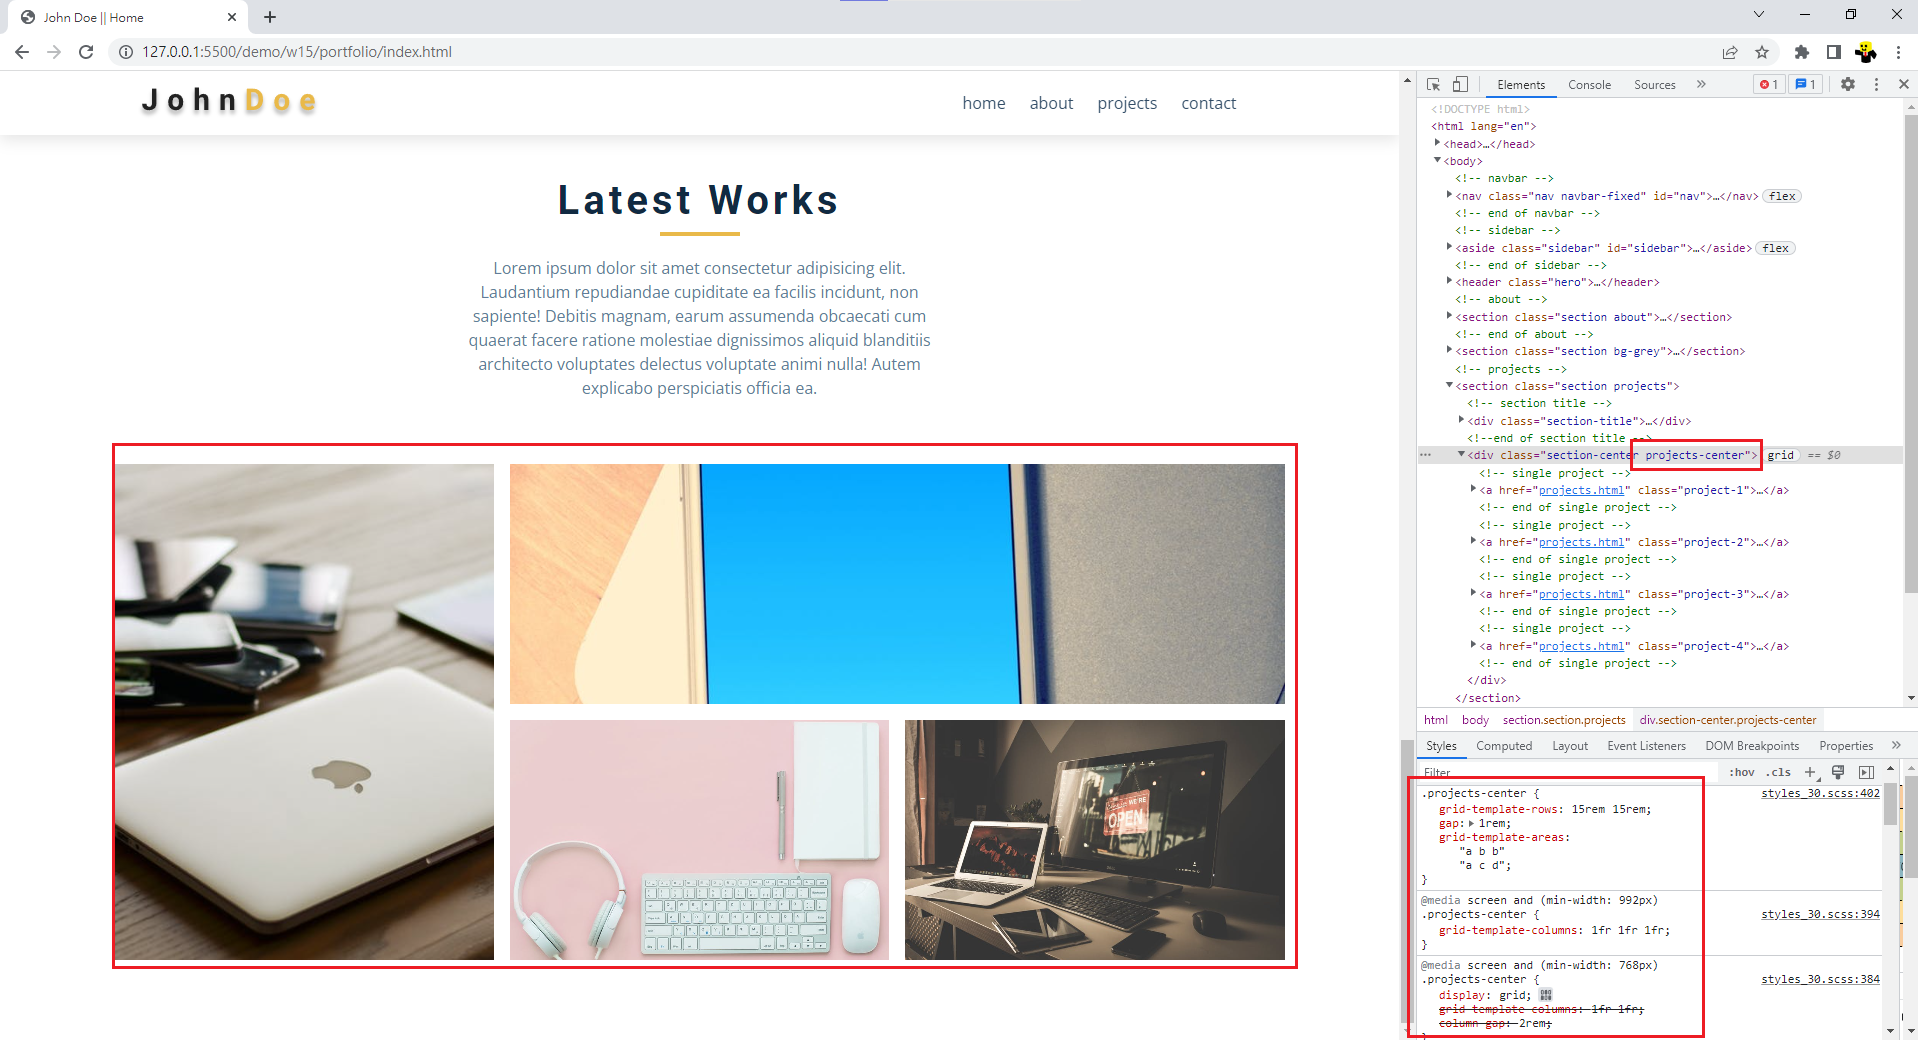 John Doe || Home
127.0.0.1:5500/demo/w15/portfolio/index.html
JohnDoe
home about projects contact
Latest Works
Lorem ipsum dolor sit amet consectetur adipisicing elit.
Laudantium repudiandae cupiditate ea facilis incidunt, non
sapiente! Debitis magnam, earum assumenda obcaecati cum
quaerat facere ratione molestiae dignissimos aliquid blanditiis
architecto voluptates delectus voluptate animi nulla! Autem
explicabo perspiciatis officia ea.
WE'RE
OPEN
Elements Console Sources » 1 1
<!DOCTYPE html>
<html lang="en">
<head>…</head>
<body>
<!-- navbar -->
<nav class="nav navbar-fixed" id="nav">…</nav> flex
<!-- end of navbar -->
<!-- sidebar -->
<aside class="sidebar" id="sidebar">…</aside> flex
<!-- end of sidebar -->
<header class="hero">…</header>
<!-- about -->
<section class="section about">…</section>
<!-- end of about -->
<section class="section bg-grey">…</section>
<!-- projects -->
<section class="section projects">
<!-- section title -->
<div class="section-title">…</div>
<!--end of section title -->
<div class="section-center projects-center"> grid == $0
<!-- single project -->
<a href="projects.html" class="project-1">…</a>
<!-- end of single project -->
<!-- single project -->
<a href="projects.html" class="project-2">…</a>
<!-- end of single project -->
<!-- single project -->
<a href="projects.html" class="project-3">…</a>
<!-- end of single project -->
<!-- single project -->
<a href="projects.html" class="project-4">…</a>
<!-- end of single project -->
</div>
</section>
html body section.section.projects div.section-center.projects-center
Styles Computed Layout Event Listeners DOM Breakpoints Properties »
Filter :hov .cls
.projects-center { styles_30.scss:402
grid-template-rows: 15rem 15rem;
gap: 1rem;
grid-template-areas:
"a b b"
"a c d";
}
@media screen and (min-width: 992px)
.projects-center { styles_30.scss:394
grid-template-columns: 1fr 1fr 1fr;
}
@media screen and (min-width: 768px)
.projects-center { styles_30.scss:384
display: grid;
grid-template-columns: 1fr 1fr;
column-gap: 2rem;